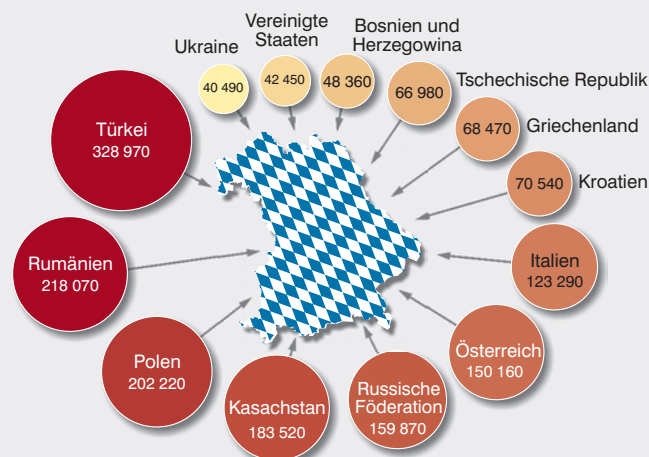 Ukraine
40 490
Vereinigte
Staaten
42 450
Bosnien und
Herzegowina
48 360
Tschechische Republik
66 980
Griechenland
68 470
Kroatien
70 540
Italien
123 290
Österreich
150 160
Russische
Föderation
159 870
Kasachstan
183 520
Polen
202 220
Rumänien
218 070
Türkei
328 970